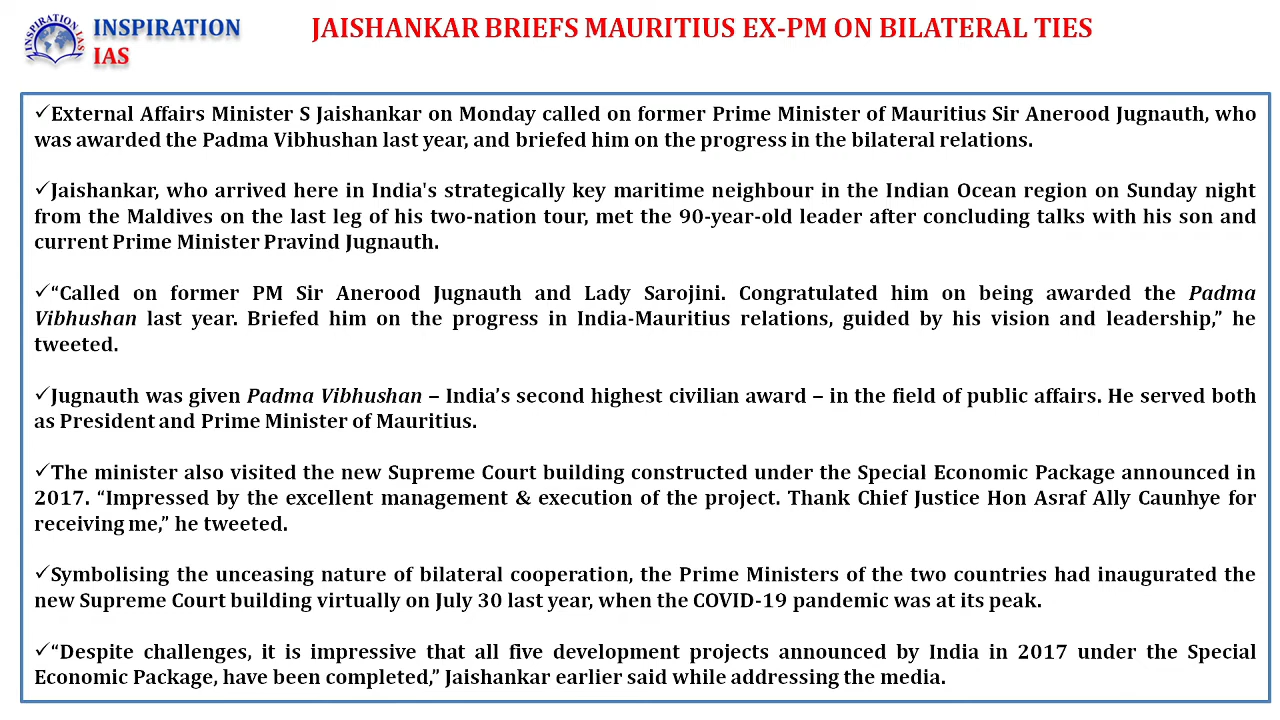 INSPIRATION IAS
INSPIRATION
IAS
JAISHANKAR BRIEFS MAURITIUS EX-PM ON BILATERAL TIES
✓External Affairs Minister S Jaishankar on Monday called on former Prime Minister of Mauritius Sir Anerood Jugnauth, who
was awarded the Padma Vibhushan last year, and briefed him on the progress in the bilateral relations.
✓Jaishankar, who arrived here in India's strategically key maritime neighbour in the Indian Ocean region on Sunday night
from the Maldives on the last leg of his two-nation tour, met the 90-year-old leader after concluding talks with his son and
current Prime Minister Pravind Jugnauth.
✓“Called on former PM Sir Anerood Jugnauth and Lady Sarojini. Congratulated him on being awarded the Padma
Vibhushan last year. Briefed him on the progress in India-Mauritius relations, guided by his vision and leadership,” he
tweeted.
✓Jugnauth was given Padma Vibhushan – India’s second highest civilian award – in the field of public affairs. He served both
as President and Prime Minister of Mauritius.
✓The minister also visited the new Supreme Court building constructed under the Special Economic Package announced in
2017. “Impressed by the excellent management & execution of the project. Thank Chief Justice Hon Asraf Ally Caunhye for
receiving me,” he tweeted.
✓Symbolising the unceasing nature of bilateral cooperation, the Prime Ministers of the two countries had inaugurated the
new Supreme Court building virtually on July 30 last year, when the COVID-19 pandemic was at its peak.
✓“Despite challenges, it is impressive that all five development projects announced by India in 2017 under the Special
Economic Package, have been completed,” Jaishankar earlier said while addressing the media.